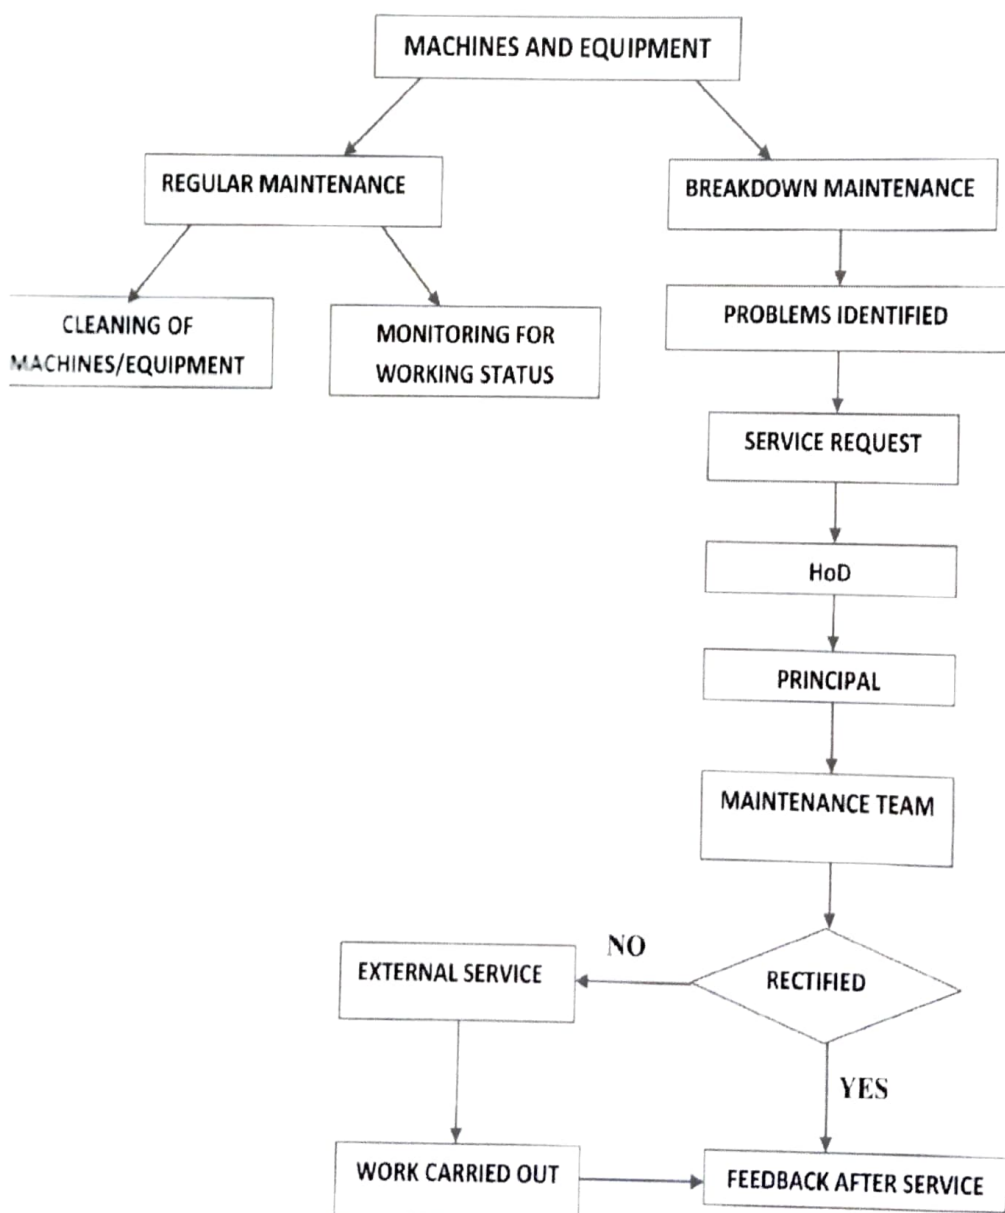 MACHINES AND EQUIPMENT
REGULAR MAINTENANCE
BREAKDOWN MAINTENANCE
CLEANING OF
MACHINES/EQUIPMENT
MONITORING FOR
WORKING STATUS
PROBLEMS IDENTIFIED
SERVICE REQUEST
HoD
PRINCIPAL
MAINTENANCE TEAM
RECTIFIED
NO
EXTERNAL SERVICE
YES
WORK CARRIED OUT
FEEDBACK AFTER SERVICE